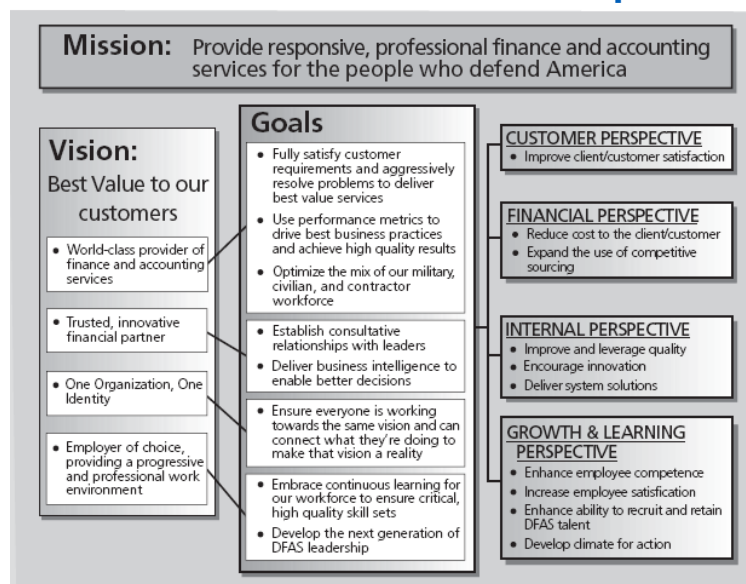 Mission: Provide responsive, professional finance and accounting
services for the people who defend America
Vision:
Best Value to our
customers
• World-class provider of
finance and accounting
services
• Trusted, innovative
financial partner
• One Organization, One
Identity
• Employer of choice,
providing a progressive
and professional work
environment
Goals
• Fully satisfy customer
requirements and aggressively
resolve problems to deliver
best value services
• Use performance metrics to
drive best business practices
and achieve high quality results
• Optimize the mix of our military,
civilian, and contractor
workforce
• Establish consultative
relationships with leaders
• Deliver business intelligence to
enable better decisions
• Ensure everyone is working
towards the same vision and can
connect what they're doing to
make that vision a reality
• Embrace continuous learning for
our workforce to ensure critical,
high quality skill sets
• Develop the next generation of
DFAS leadership
CUSTOMER PERSPECTIVE
• Improve client/customer satisfaction
FINANCIAL PERSPECTIVE
• Reduce cost to the client/customer
• Expand the use of competitive
sourcing
INTERNAL PERSPECTIVE
• Improve and leverage quality
• Encourage innovation
• Deliver system solutions
GROWTH & LEARNING
PERSPECTIVE
• Enhance employee competence
• Increase employee satisfication
• Enhance ability to recruit and retain
DFAS talent
• Develop climate for action